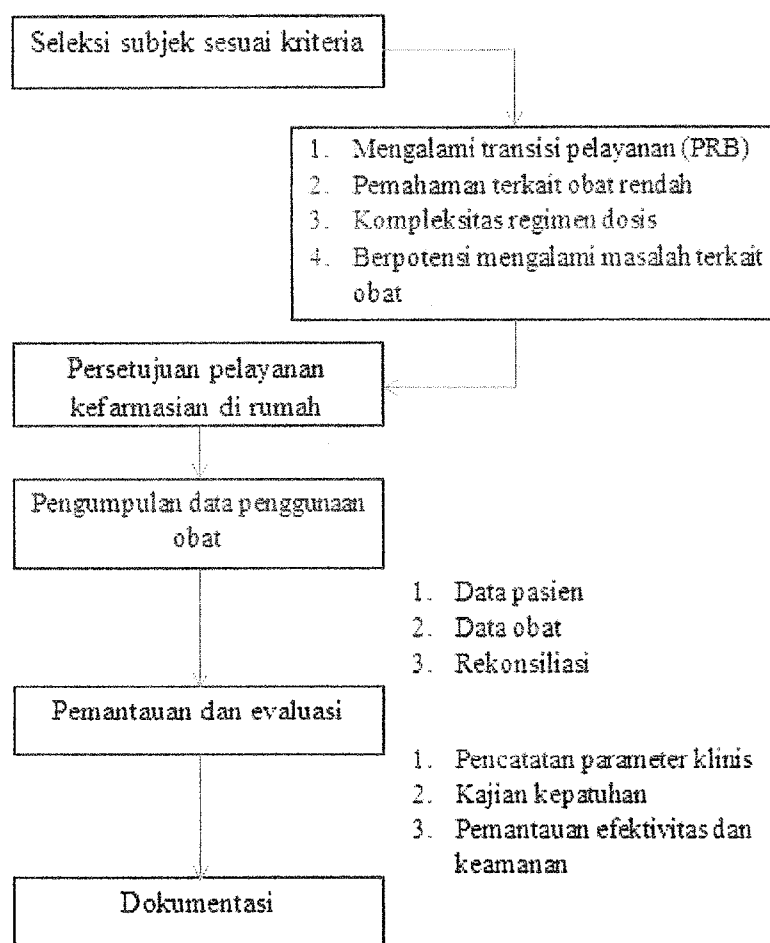 Seleksi subjek sesuai kriteria
1. Mengalami transisi pelayanan (PRB)
2. Pemahaman terkait obat rendah
3. Kompleksitas regimen dosis
4. Berpotensi mengalami masalah terkait
obat
Persetujuan pelayanan
kefarmasian di rumah
Pengumpulan data penggunaan
obat
1. Data pasien
2. Data obat
3. Rekonsiliasi
Pemantauan dan evaluasi
1. Pencatatan parameter klinis
2. Kajian kepatuhan
3. Pemantauan efektivitas dan
keamanan
Dokumentasi